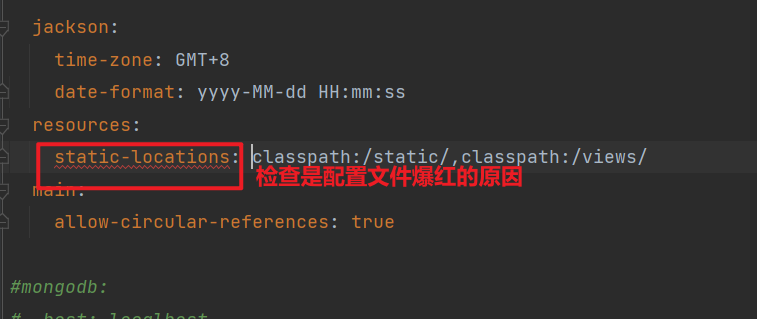 jackson:
time-zone: GMT+8
date-format: yyyy-MM-dd HH:mm:ss
resources:
static-locations: classpath:/static/,classpath:/views/
检查是配置文件爆红的原因
main:
allow-circular-references: true
#mongodb:
# host: localhost